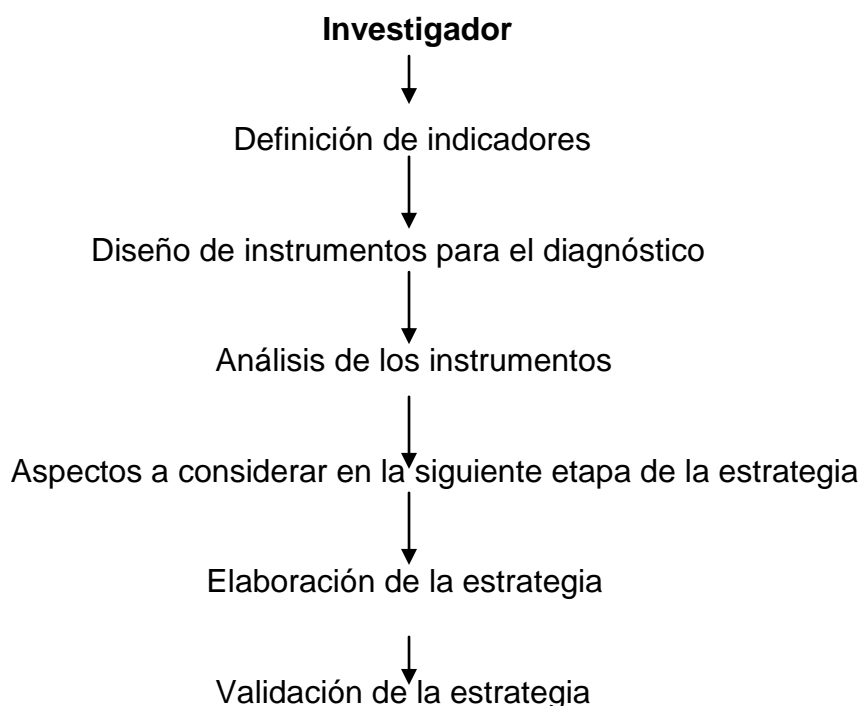 Investigador
Definición de indicadores
Diseño de instrumentos para el diagnóstico
Análisis de los instrumentos
Aspectos a considerar en la siguiente etapa de la estrategia
Elaboración de la estrategia
Validación de la estrategia